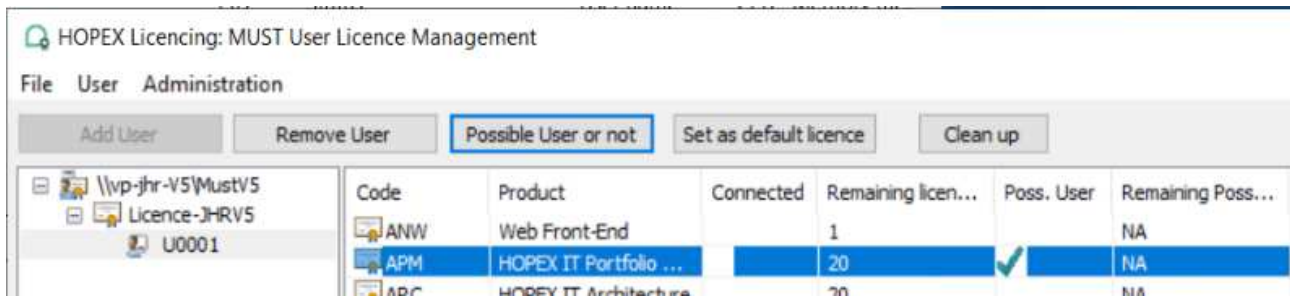 HOPEX Licencing: MUST User Licence Management
File User Administration
Add User Remove User Possible User or not Set as default licence Clean up
\\vp-jhr-V5\MustV5
Licence-JHRV5
U0001
Code Product Connected Remaining licen... Poss. User Remaining Poss...
ANW Web Front-End 1 NA
APM HOPEX IT Portfolio ... 20 NA
ARC HOPEX IT Architecture 20 NA